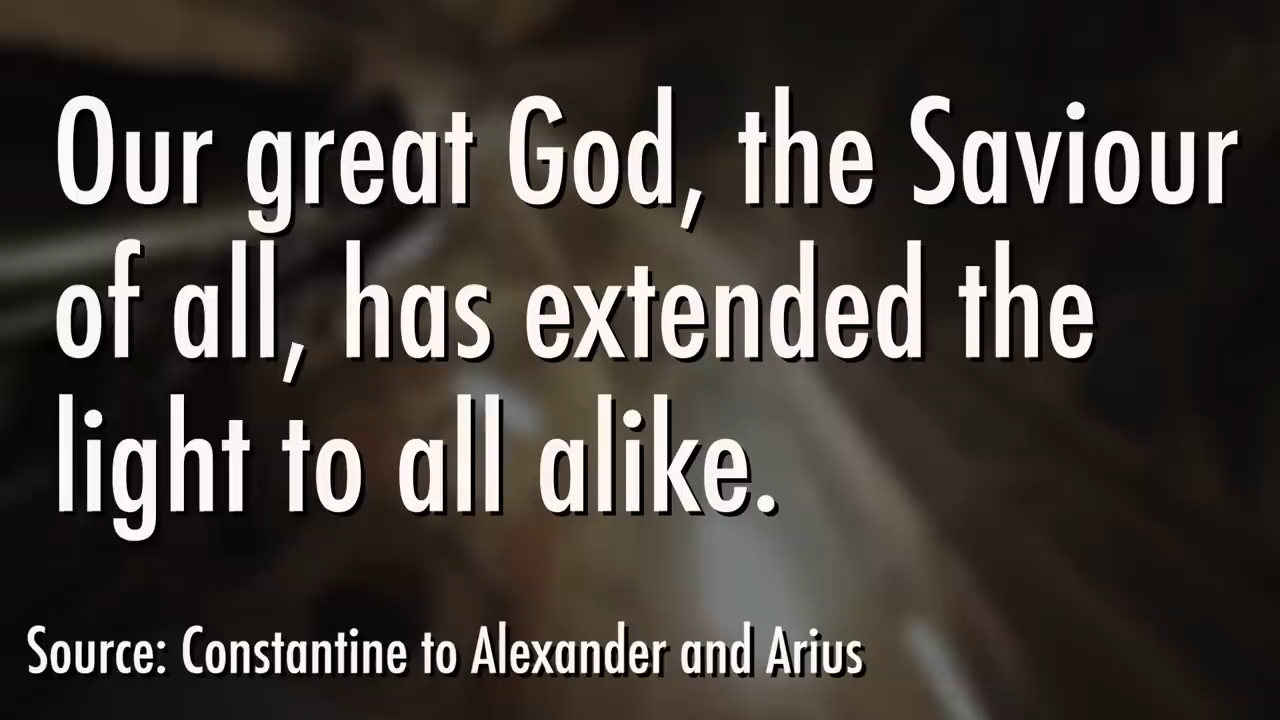 Our great God, the Saviour
of all, has extended the
light to all alike.
Source: Constantine to Alexander and Arius